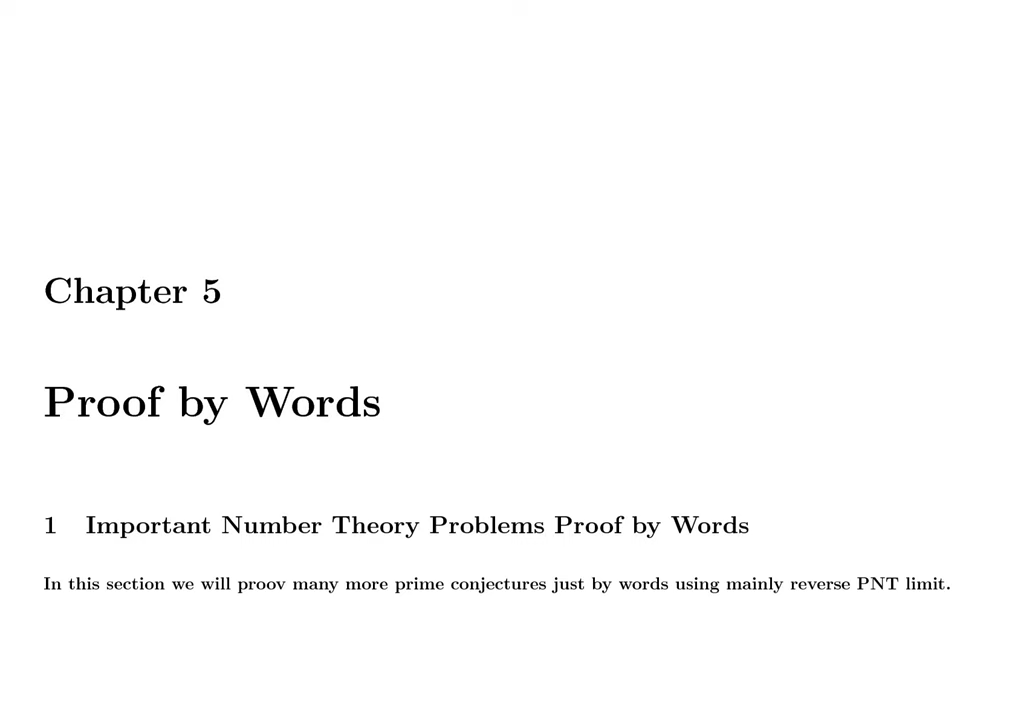 Chapter 5
Proof by Words
1 Important Number Theory Problems Proof by Words
In this section we will proov many more prime conjectures just by words using mainly reverse PNT limit.